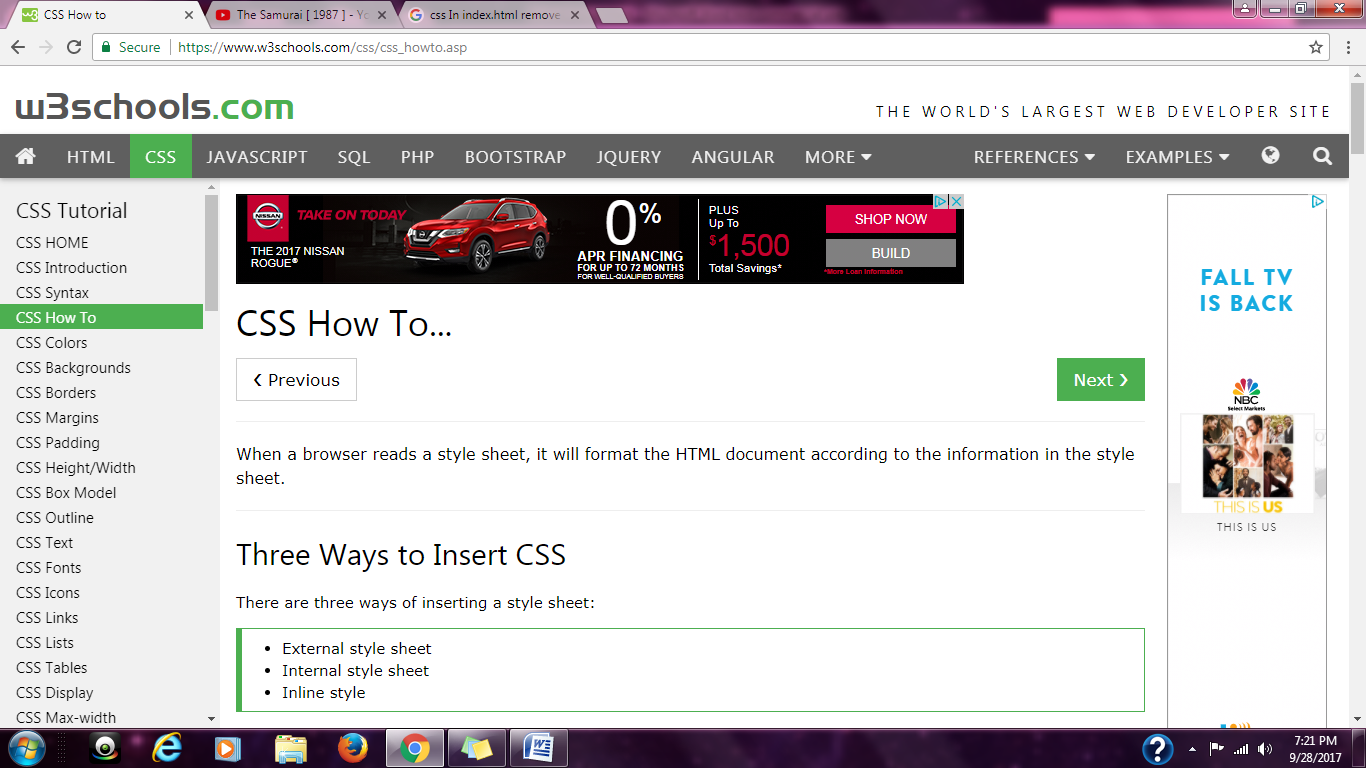 CSS How to
The Samurai [ 1987 ] - Yo
css In index.html remove
Secure
https://www.w3schools.com/css/css_howto.asp
w3schools.com
THE WORLD'S LARGEST WEB DEVELOPER SITE
HTML CSS JAVASCRIPT SQL PHP BOOTSTRAP JQUERY ANGULAR MORE REFERENCES EXAMPLES
CSS Tutorial
CSS HOME
CSS Introduction
CSS Syntax
CSS How To
CSS Colors
CSS Backgrounds
CSS Borders
CSS Margins
CSS Padding
CSS Height/Width
CSS Box Model
CSS Outline
CSS Text
CSS Fonts
CSS Icons
CSS Links
CSS Lists
CSS Tables
CSS Display
CSS Max-width
NISSAN
TAKE ON TODAY
THE 2017 NISSAN
ROGUE®
0%
APR FINANCING
FOR UP TO 72 MONTHS
FOR WELL-QUALIFIED BUYERS
PLUS
Up To
$1,500
Total Savings*
SHOP NOW
BUILD
*More Loan Information
CSS How To...
❮ Previous
Next ❯
When a browser reads a style sheet, it will format the HTML document according to the information in the style
sheet.
Three Ways to Insert CSS
There are three ways of inserting a style sheet:
• External style sheet
• Internal style sheet
• Inline style
FALL TV
IS BACK
NBC
Select Markets
THIS IS US
THIS IS US
7:21 PM
9/28/2017